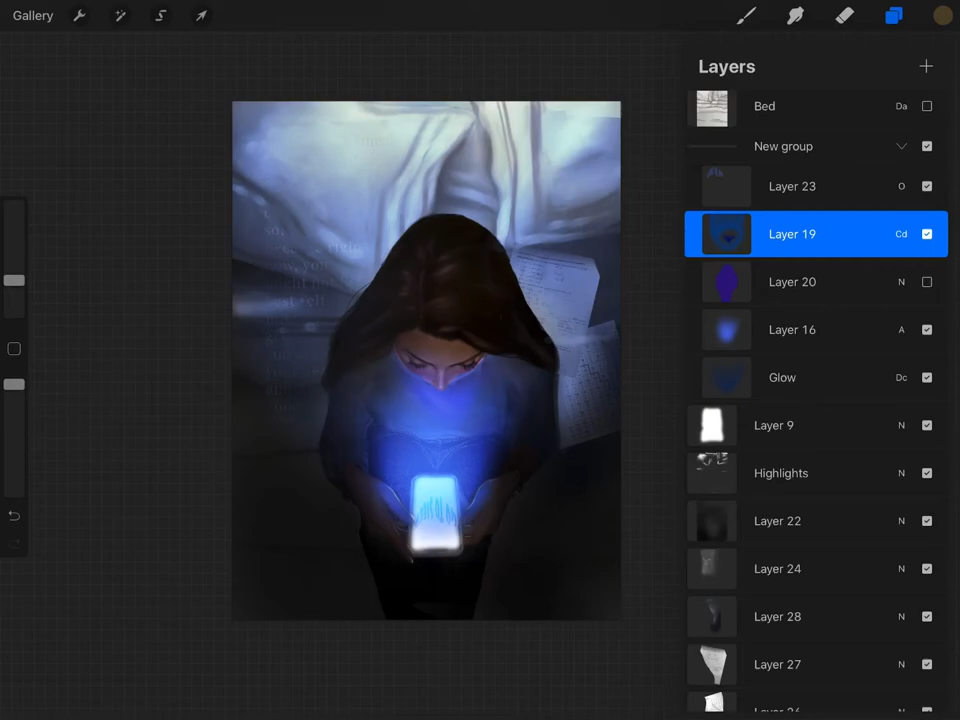 Gallery
Layers
Bed Da
New group
Layer 23 O
Layer 19 Cd
Layer 20 N
Layer 16 A
Glow Dc
Layer 9 N
Highlights N
Layer 22 N
Layer 24 N
Layer 28 N
Layer 27 N